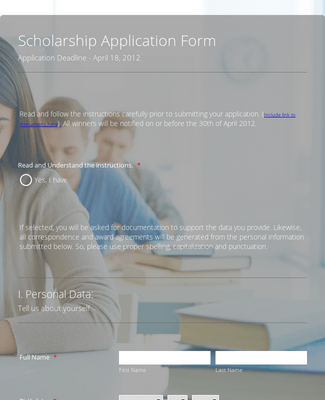 Scholarship Application Form
Application Deadline - April 18, 2012
Read and follow the instructions carefully prior to submitting your application. (include link to
). All winners will be notified on or before the 30th of April 2012.
Read and Understand the Instructions. *
Yes, I have
If selected, you will be asked for documentation to support the data you provide. Likewise,
all correspondence and award agreements will be generated from the personal information
submitted below. So, please use proper spelling, capitalization and punctuation.
I. Personal Data:
Tell us about yourself
Full Name *
First Name Last Name